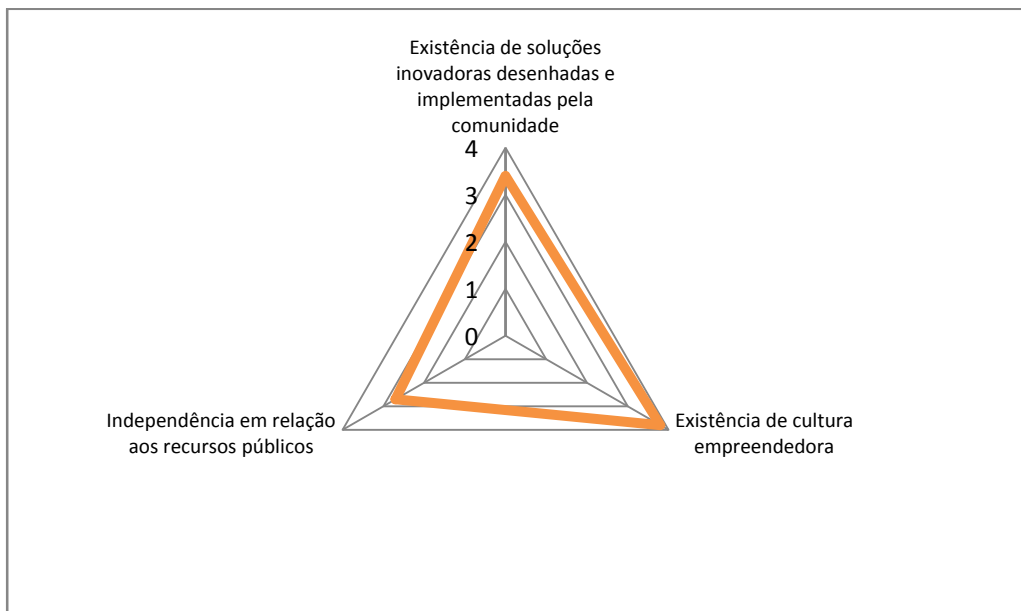 Existência de soluções
inovadoras desenhadas e
implementadas pela
comunidade
4
3
2
1
0
Independência em relação
aos recursos públicos
Existência de cultura
empreendedora